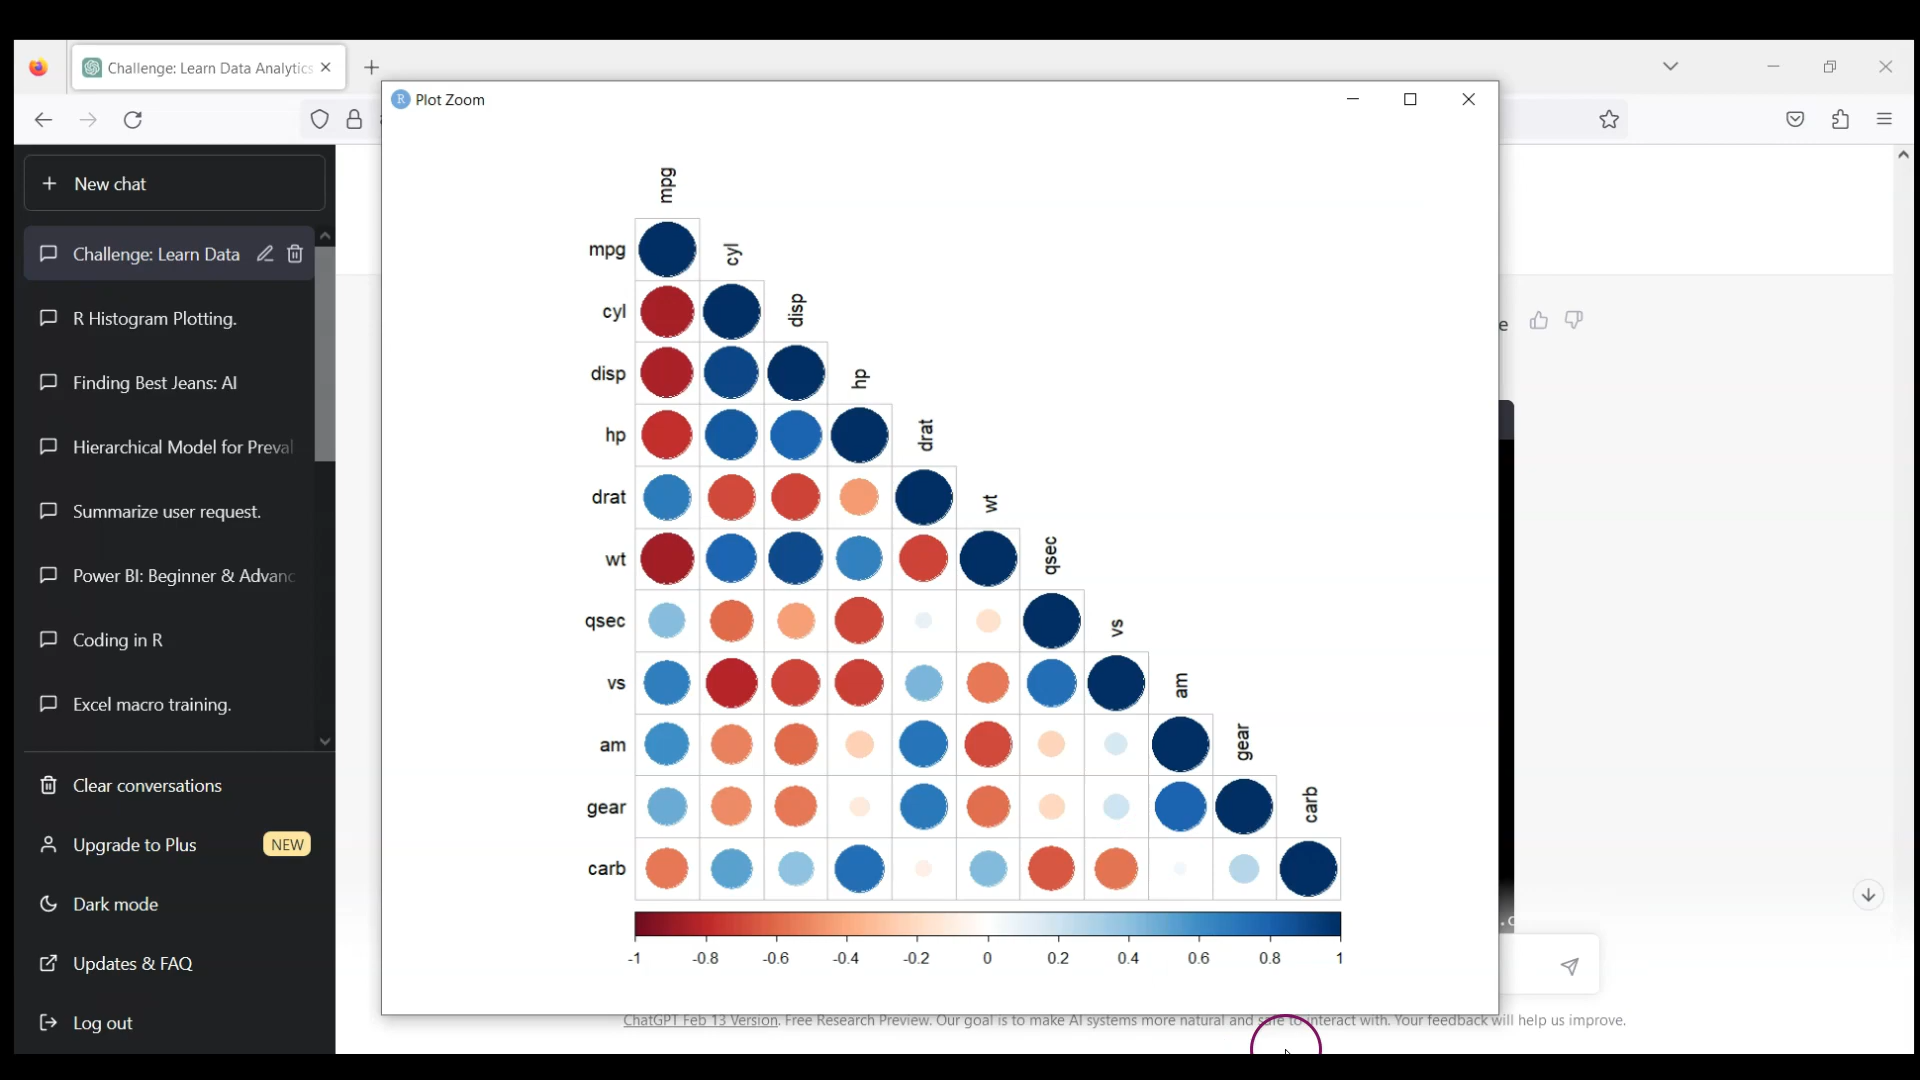 Challenge: Learn Data Analytics
Plot Zoom
New chat
Challenge: Learn Data
R Histogram Plotting.
Finding Best Jeans: AI
Hierarchical Model for Preval
Summarize user request.
Power BI: Beginner & Advanc
Coding in R
Excel macro training.
Clear conversations
Upgrade to Plus NEW
Dark mode
Updates & FAQ
Log out
mpg
mpg cyl
cyl disp
disp hp
hp drat
drat wt
wt qsec
qsec vs
vs am
am gear
gear carb
carb
-1 -0.8 -0.6 -0.4 -0.2 0 0.2 0.4 0.6 0.8 1
ChatGPT Feb 13 Version. Free Research Preview. Our goal is to make AI systems more natural and safe to interact with. Your feedback will help us improve.